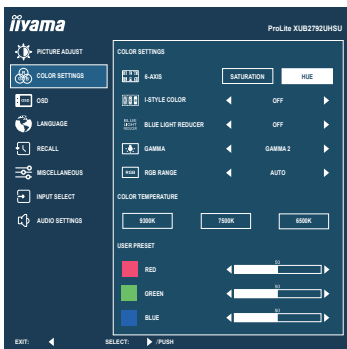 iiyama
ProLite XUB2792UHSU
PICTURE ADJUST
COLOR SETTINGS
OSD
LANGUAGE
RECALL
MISCELLANEOUS
INPUT SELECT
AUDIO SETTINGS
COLOR SETTINGS
6-AXIS SATURATION HUE
I-STYLE COLOR OFF
BLUE LIGHT REDUCER OFF
GAMMA GAMMA 2
RGB RGB RANGE AUTO
COLOR TEMPERATURE
9300K 7500K 6500K
USER PRESET
RED
GREEN
BLUE
EXIT: SELECT: /PUSH